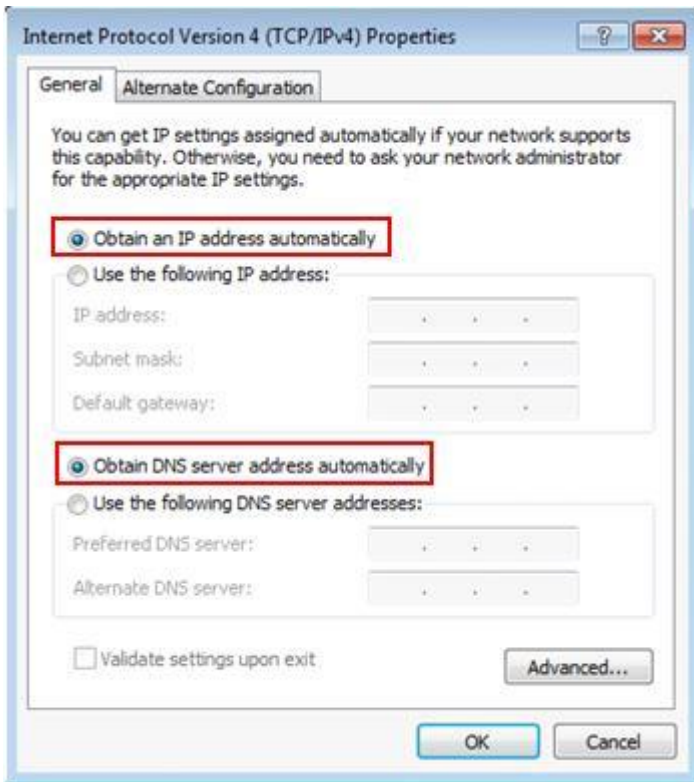 Internet Protocol Version 4 (TCP/IPv4) Properties
General
Alternate Configuration
You can get IP settings assigned automatically if your network supports
this capability. Otherwise, you need to ask your network administrator
for the appropriate IP settings.
Obtain an IP address automatically
Use the following IP address:
IP address:
Subnet mask:
Default gateway:
Obtain DNS server address automatically
Use the following DNS server addresses:
Preferred DNS server:
Alternate DNS server:
Validate settings upon exit
Advanced...
OK
Cancel